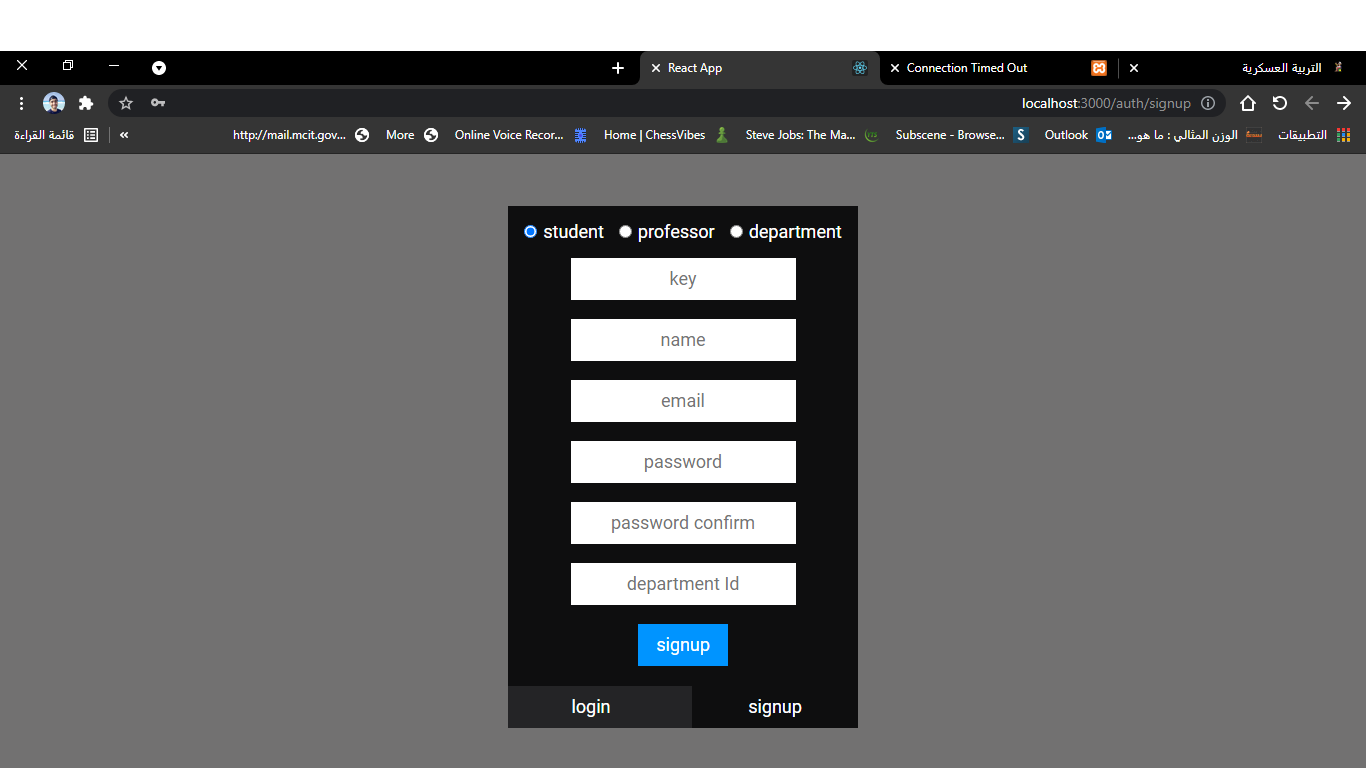 React App
Connection Timed Out
التربية العسكرية
localhost:3000/auth/signup
قائمة القراءة
«
http://mail.mcit.gov...
More
Online Voice Recor...
Home | ChessVibes
Steve Jobs: The Ma...
Subscene - Browse...
Outlook
الوزن المثالي : ما هو...
التطبيقات
student professor department
key
name
email
password
password confirm
department Id
signup
login signup